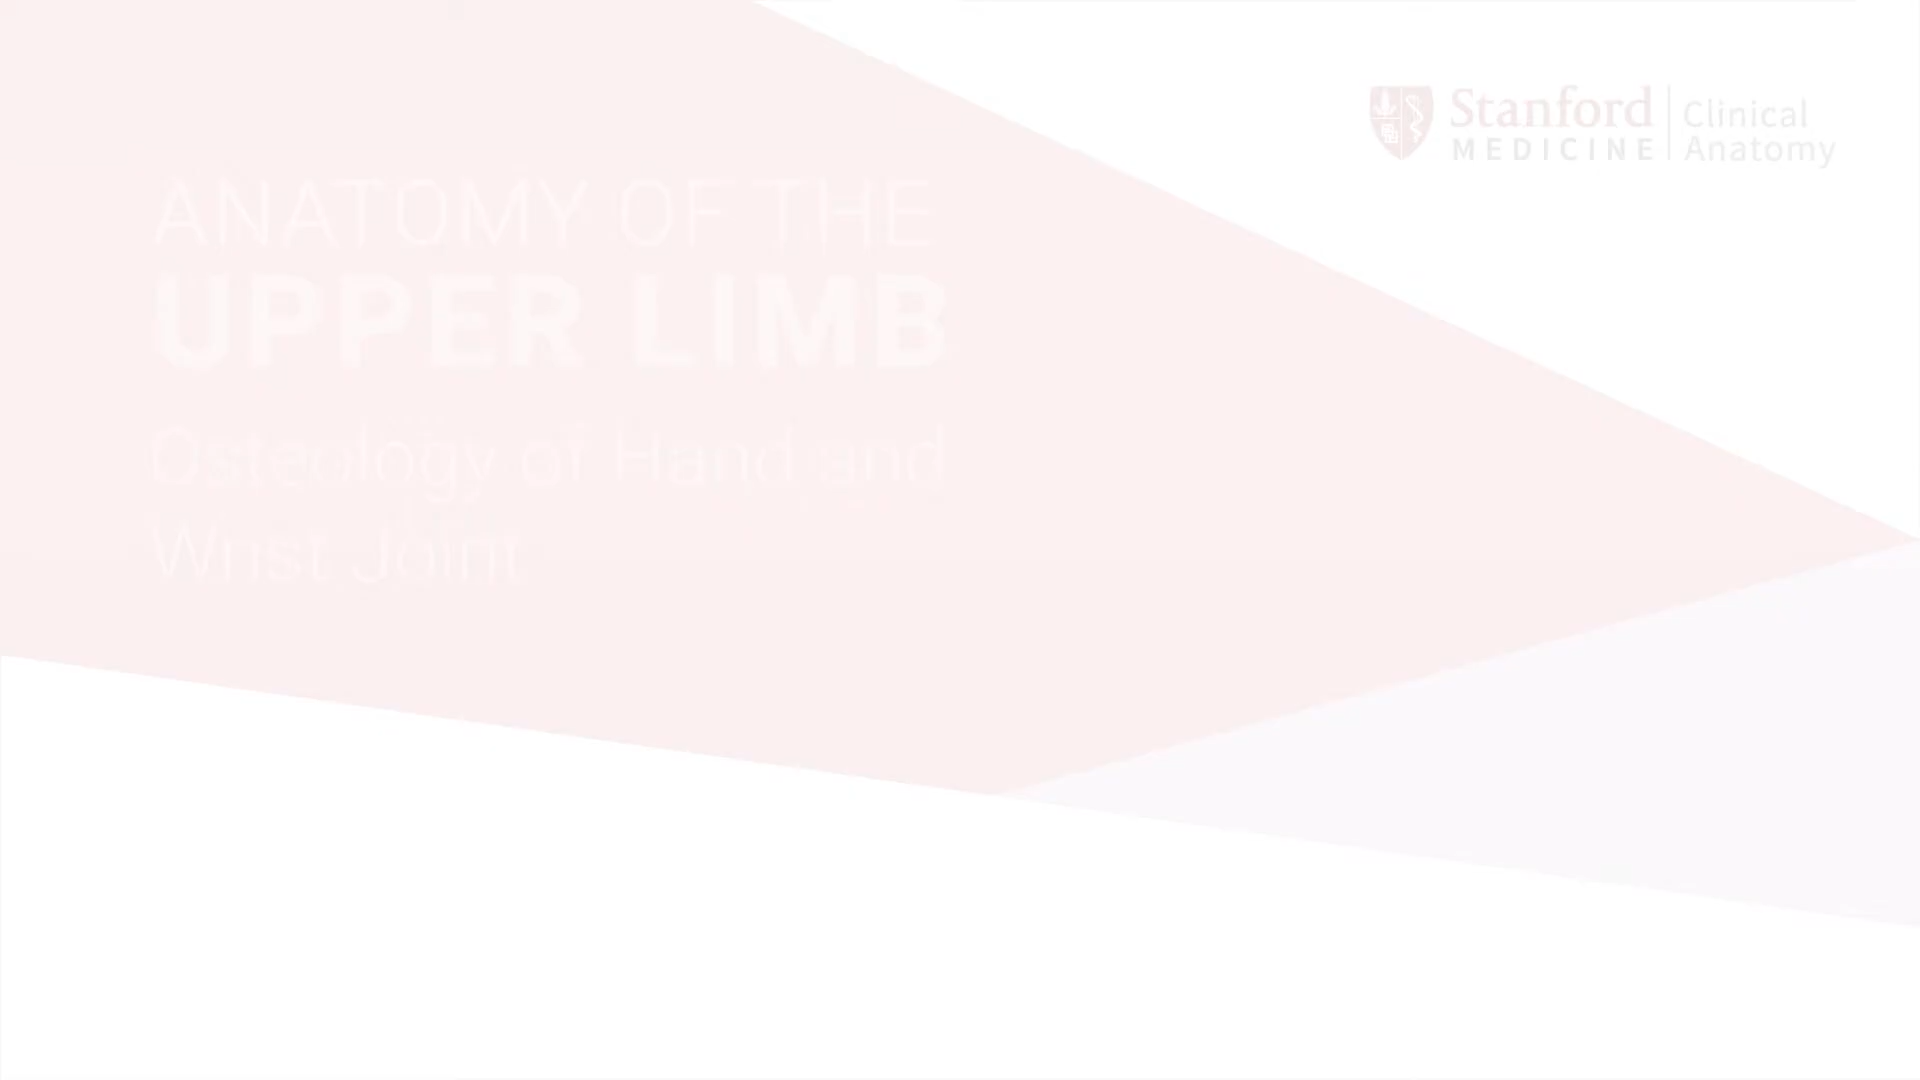 Stanford
MEDICINE
Clinical
Anatomy
ANATOMY OF THE
UPPER LIMB
Osteology of Hand and
Wrist Joint